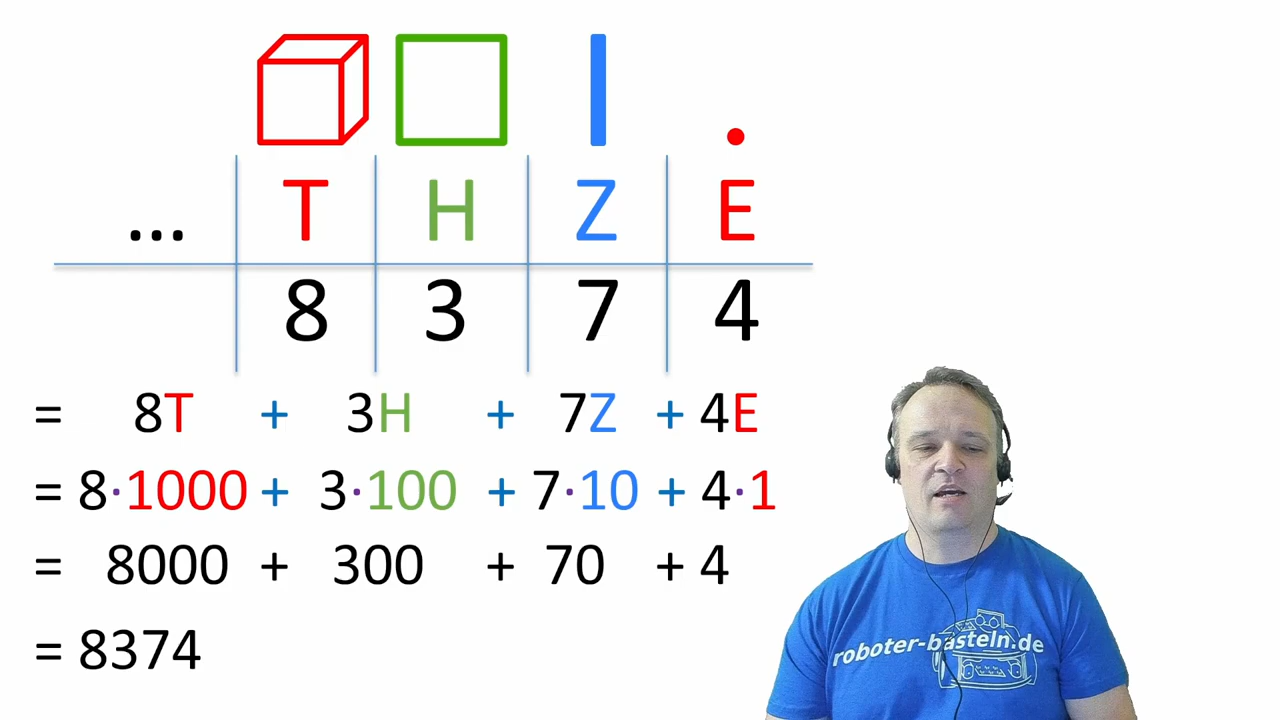 ... T H Z E
8 3 7 4
= 8T + 3H + 7Z + 4E
= 8·1000 + 3·100 + 7·10 + 4·1
= 8000 + 300 + 70 + 4
= 8374
roboter-basteln.de